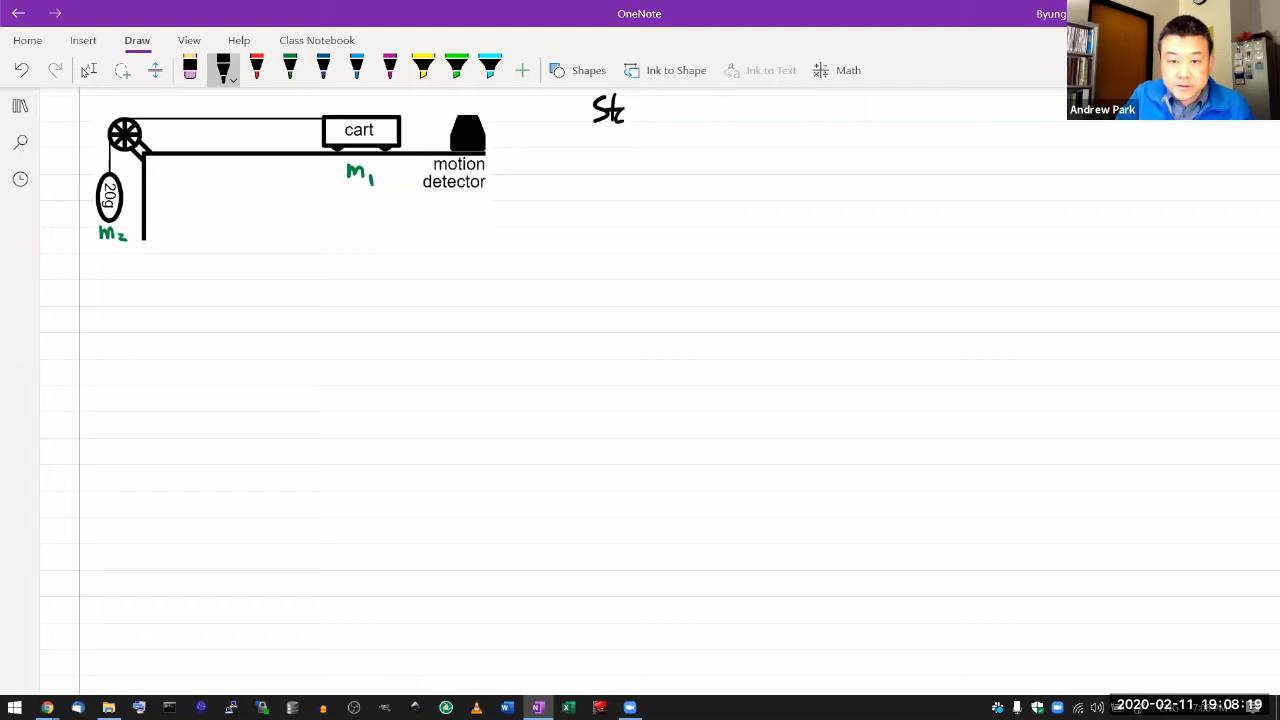 OneNote
Byung
Home Insert Draw View Help Class Notebook
Shapes Ink to Shape Ink to Text Math
Andrew Park
cart
motion
detector
m₁
20g
m₂
2020-02-11 19:08:19